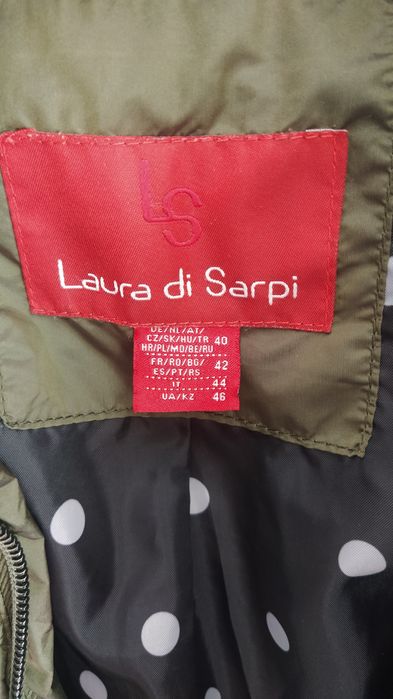 LS
Laura di Sarpi
DE/NL/AT/
CZ/SK/HU/TR 40
HR/PL/MD/BE/RU
FR/RO/BG/ 42
ES/PT/RS
IT 44
UA/KZ 46